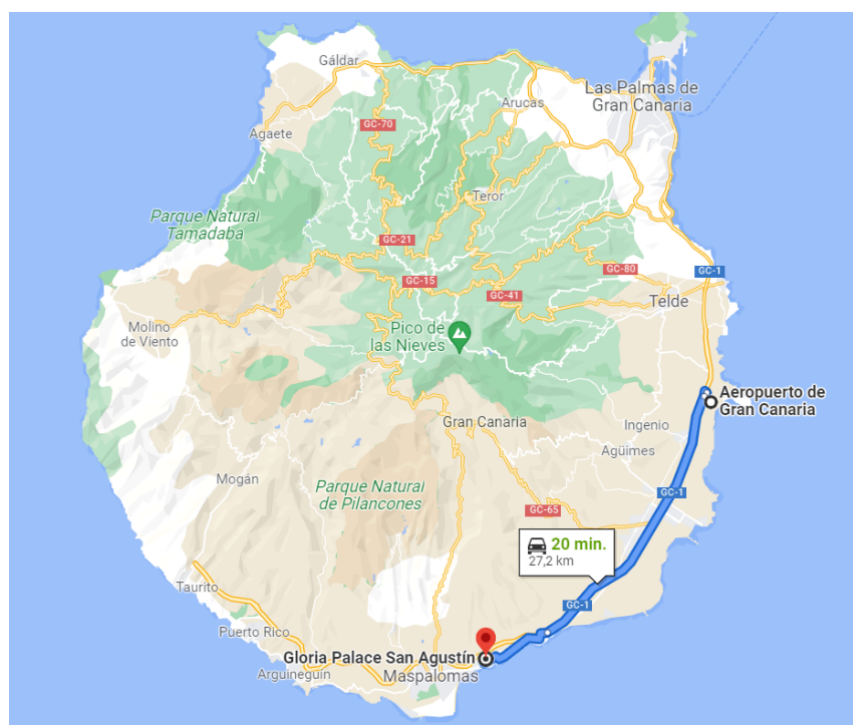 Gáldar
Las Palmas de
Gran Canaria
Arucas
GC-70
Agaete
Teror
Parque Natural
Tamadaba
GC-21
GC-80
GC-1
GC-15
GC-41
Telde
Molino
de Viento
Pico de
las Nieves
Aeropuerto de
Gran Canaria
Gran Canaria
Ingenio
Agüimes
Mogán
Parque Natural
de Pilancones
GC-1
GC-65
20 min.
27,2 km
Taurito
GC-1
Puerto Rico
Gloria Palace San Agustín
Arguineguín
Maspalomas